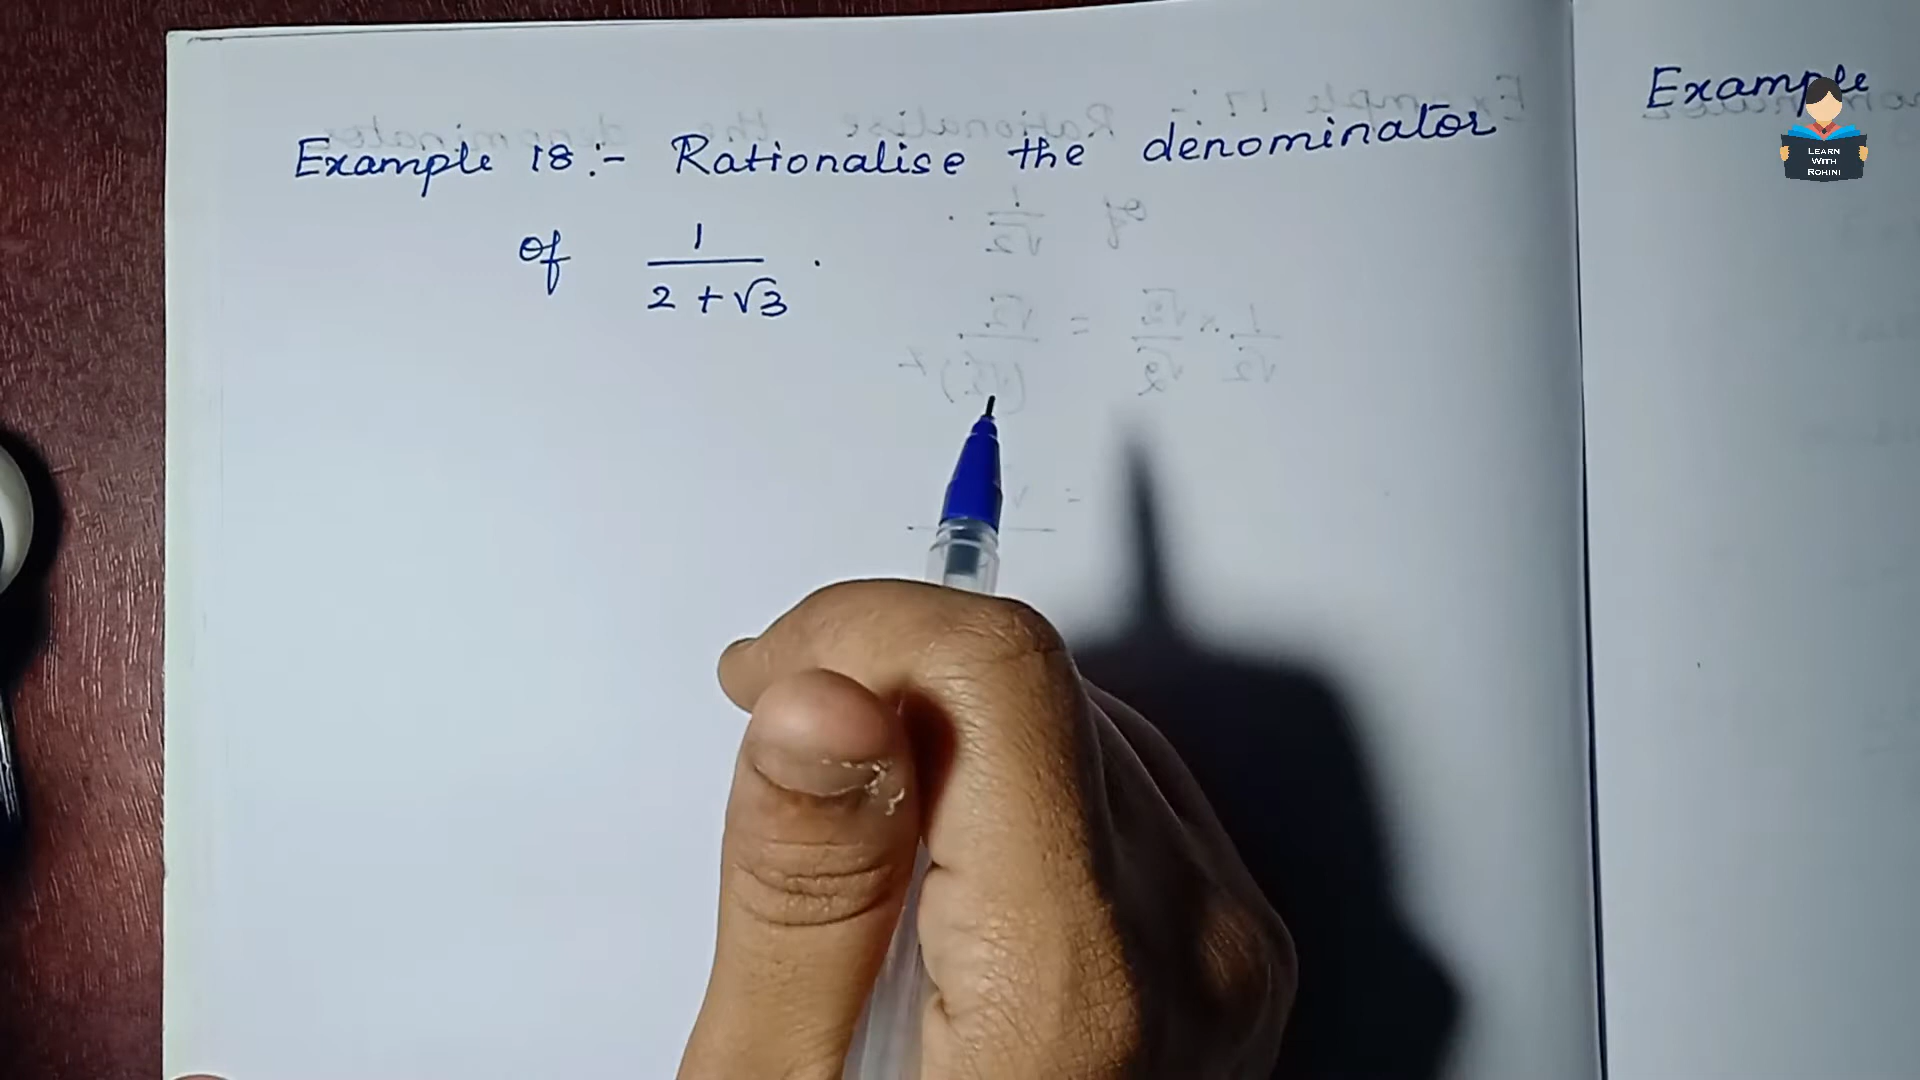 Example 18:- Rationalise the denominator
of 1/(2+√3).
Example
LEARN
WITH
ROHINI